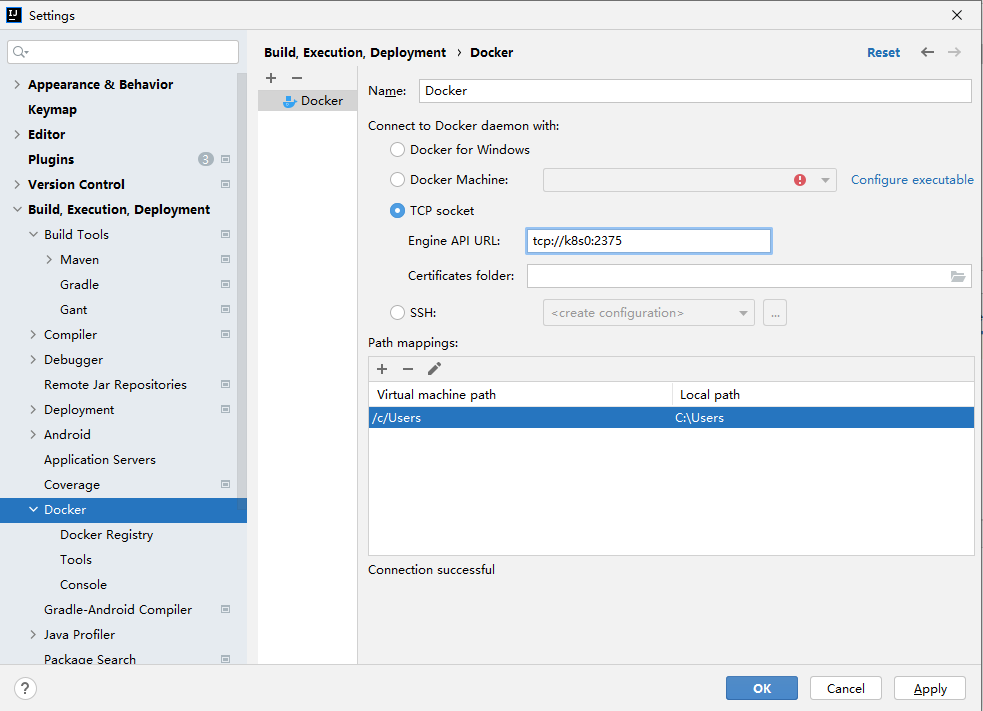 Settings
Build, Execution, Deployment › Docker
Reset
Appearance & Behavior
Keymap
Editor
Plugins 3
Version Control
Build, Execution, Deployment
Build Tools
Maven
Gradle
Gant
Compiler
Debugger
Remote Jar Repositories
Deployment
Android
Application Servers
Coverage
Docker
Docker Registry
Tools
Console
Gradle-Android Compiler
Java Profiler
Package Search
Docker
Name: Docker
Connect to Docker daemon with:
Docker for Windows
Docker Machine: Configure executable
TCP socket
Engine API URL: tcp://k8s0:2375
Certificates folder:
SSH: <create configuration> ...
Path mappings:
Virtual machine path Local path
/c/Users C:\Users
Connection successful
? OK Cancel Apply